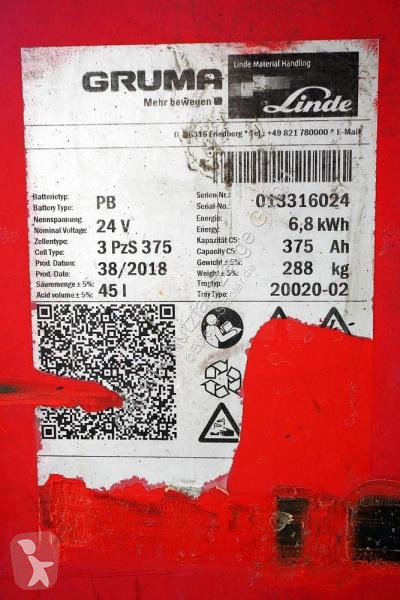 GRUMA
Mehr bewegen
Linde Material Handling
Linde
Friedberg * Tel.: +49 821 780000 * E-Mail
Batterietyp:
Battery Type: PB
Serien-Nr.:
Serial-No.: 013316024
Nennspannung:
Nominal Voltage: 24 V
Energie:
Energy: 6,8 kWh
Zellentype:
Cell Type: 3 PzS 375
Kapazität C5:
Capacity C5: 375 Ah
Prod. Datum:
Prod.-Date: 38/2018
Gewicht ± 5%:
Weight ± 5%: 288 kg
Säuremenge ± 5%:
Acid volume ± 5%: 45 l
Trogtyp:
Tray Type: 20020-02